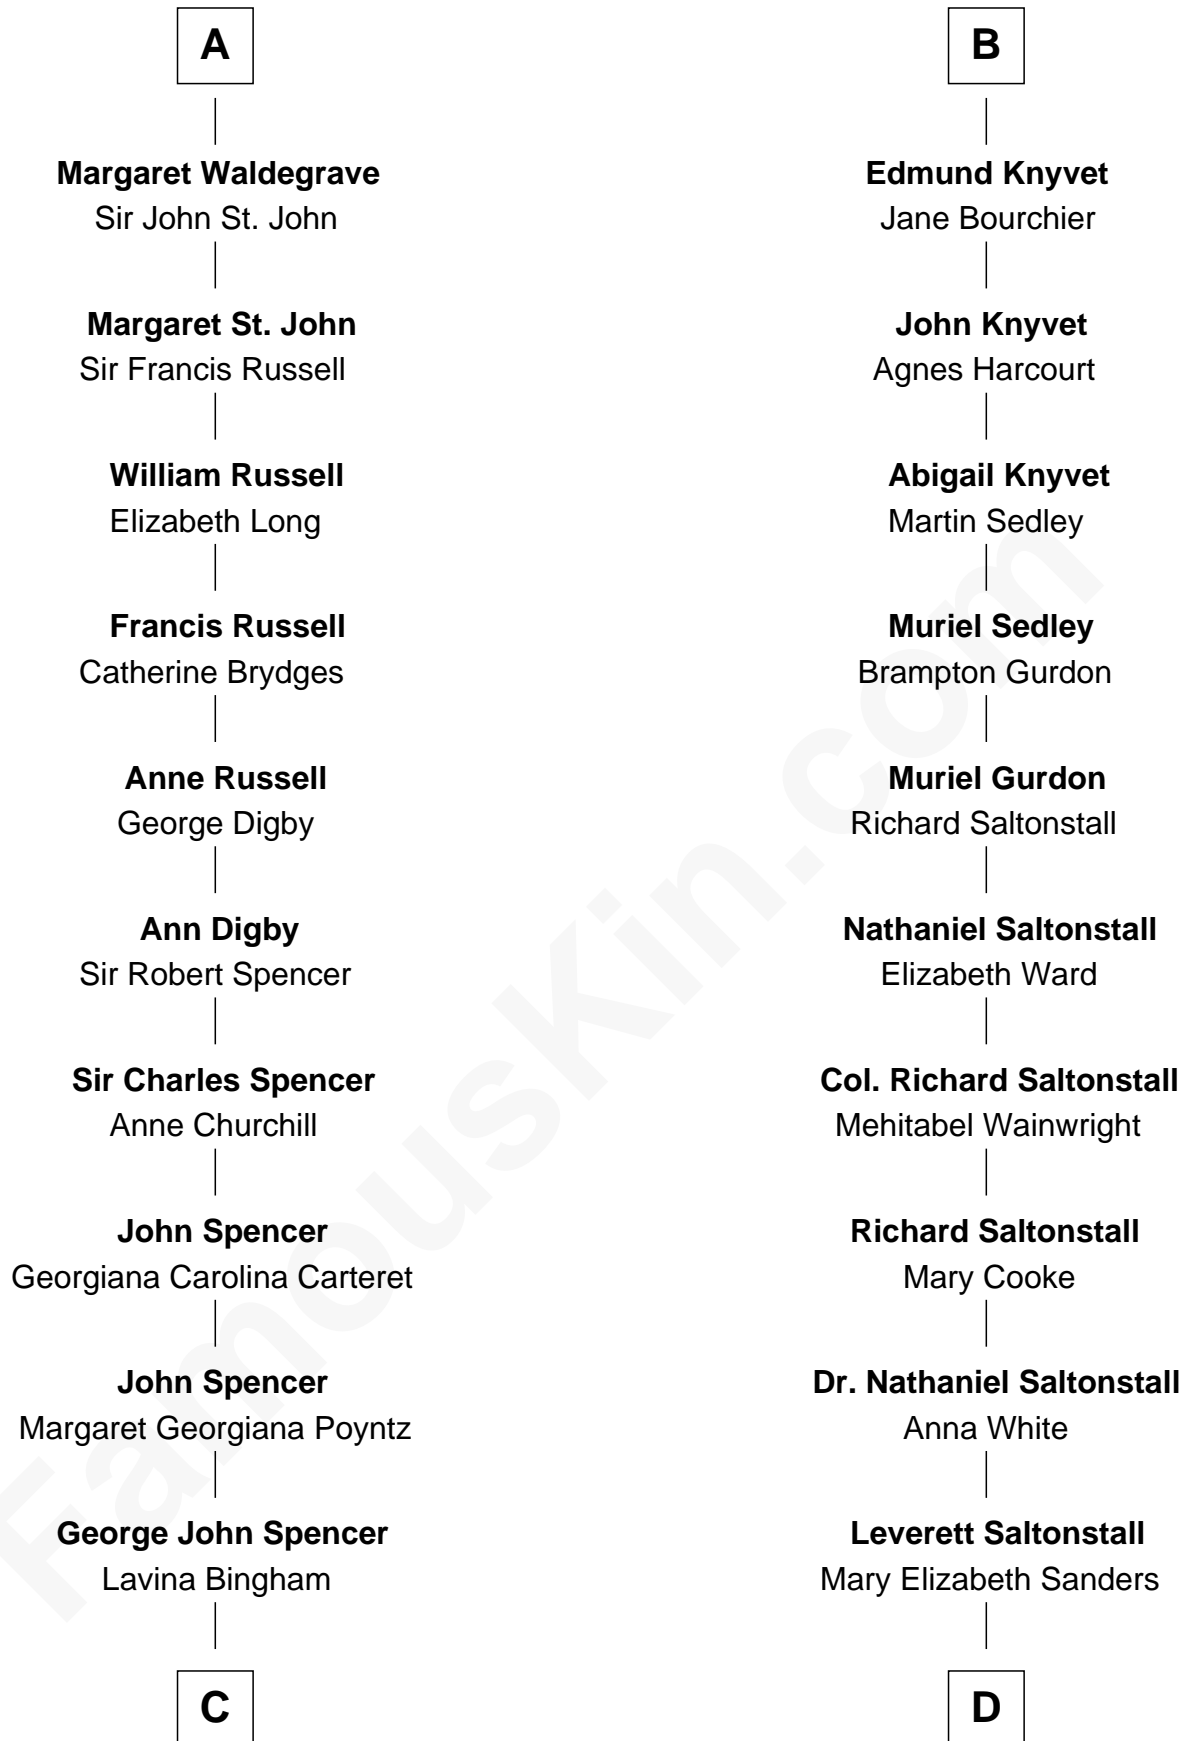 A
Margaret Waldegrave
Sir John St. John
Margaret St. John
Sir Francis Russell
William Russell
Elizabeth Long
Francis Russell
Catherine Brydges
Anne Russell
George Digby
Ann Digby
Sir Robert Spencer
Sir Charles Spencer
Anne Churchill
John Spencer
Georgiana Carolina Carteret
John Spencer
Margaret Georgiana Poyntz
George John Spencer
Lavina Bingham
C
B
Edmund Knyvet
Jane Bourchier
John Knyvet
Agnes Harcourt
Abigail Knyvet
Martin Sedley
Muriel Sedley
Brampton Gurdon
Muriel Gurdon
Richard Saltonstall
Nathaniel Saltonstall
Elizabeth Ward
Col. Richard Saltonstall
Mehitabel Wainwright
Richard Saltonstall
Mary Cooke
Dr. Nathaniel Saltonstall
Anna White
Leverett Saltonstall
Mary Elizabeth Sanders
D
FamousKin.com